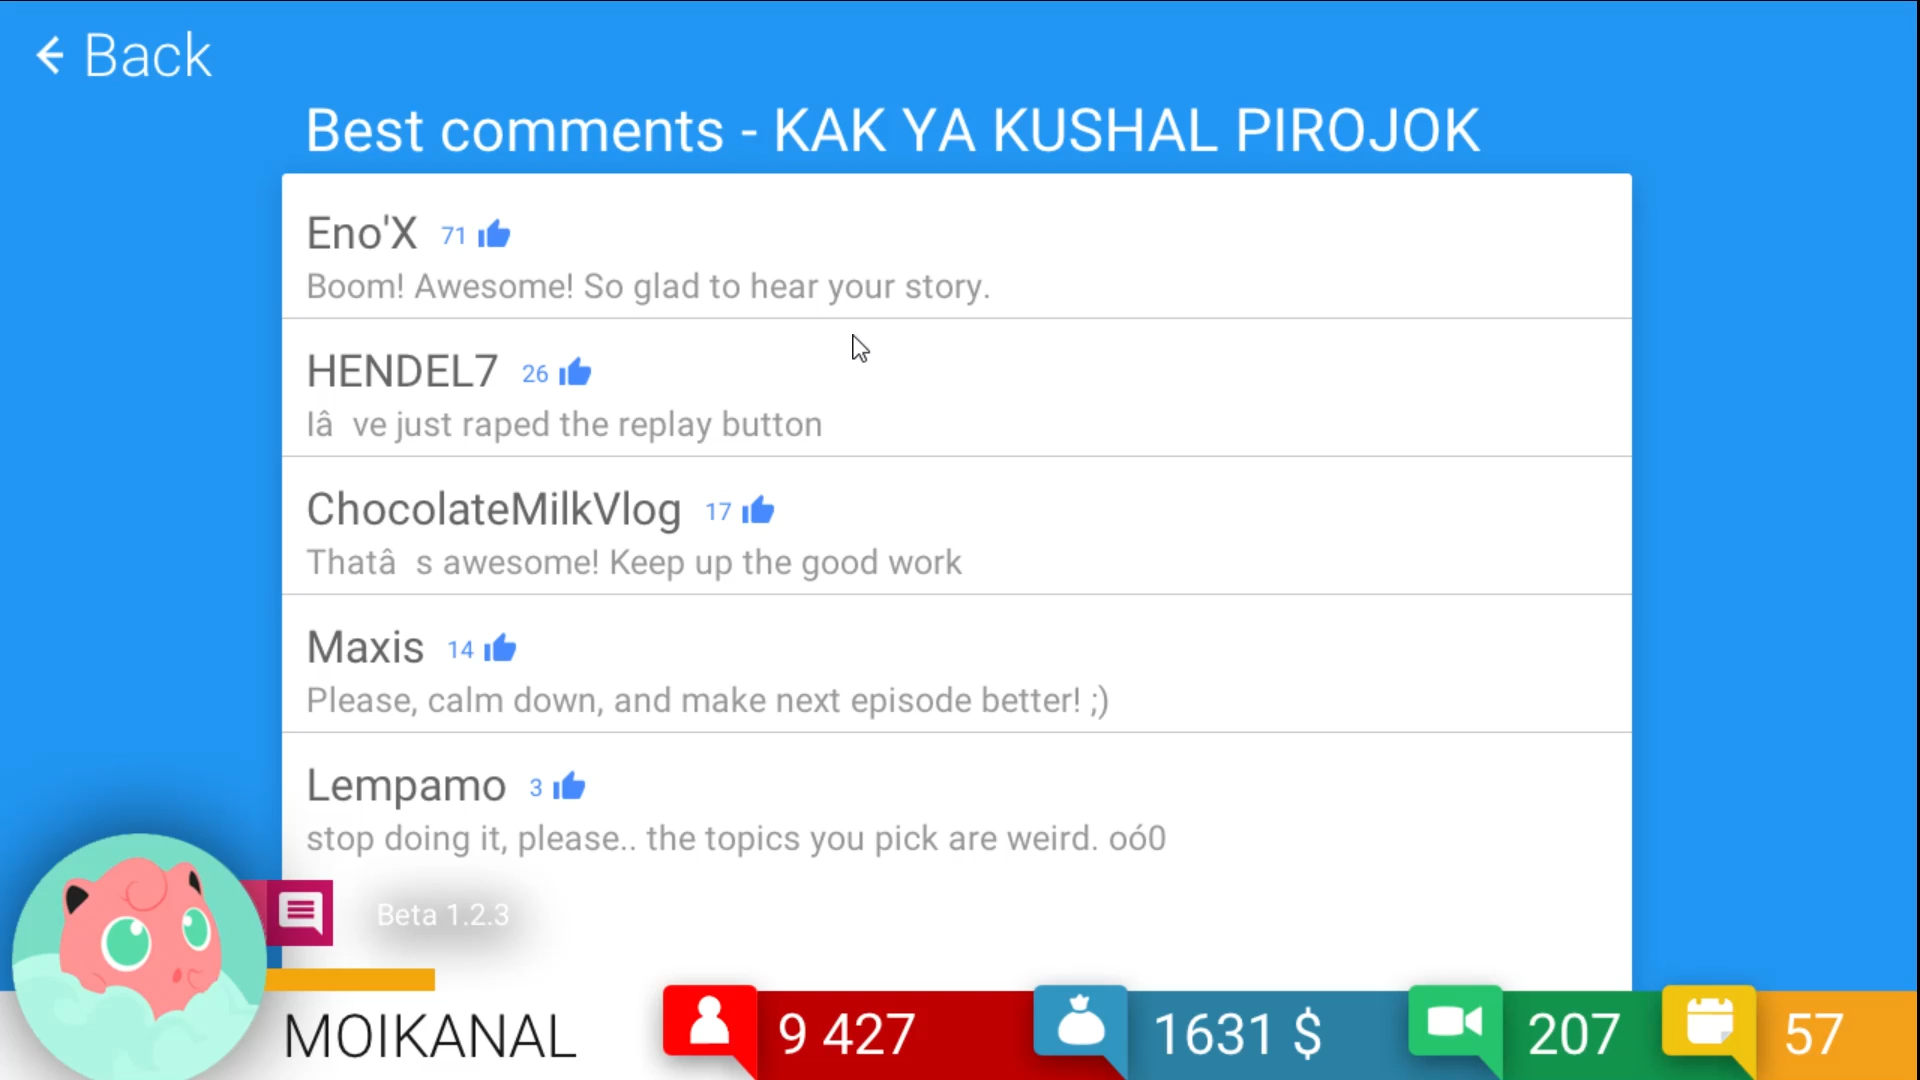 Back
Best comments - KAK YA KUSHAL PIROJOK
Eno'X 71
Boom! Awesome! So glad to hear your story.
HENDEL7 26
Iâ ve just raped the replay button
ChocolateMilkVlog 17
Thatâ s awesome! Keep up the good work
Maxis 14
Please, calm down, and make next episode better! ;)
Lempamo 3
stop doing it, please.. the topics you pick are weird. oó0
Beta 1.2.3
MOIKANAL 9 427 1631 $ 207 57